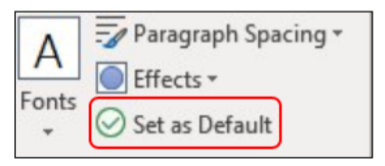 A
Fonts
Paragraph Spacing
Effects
Set as Default